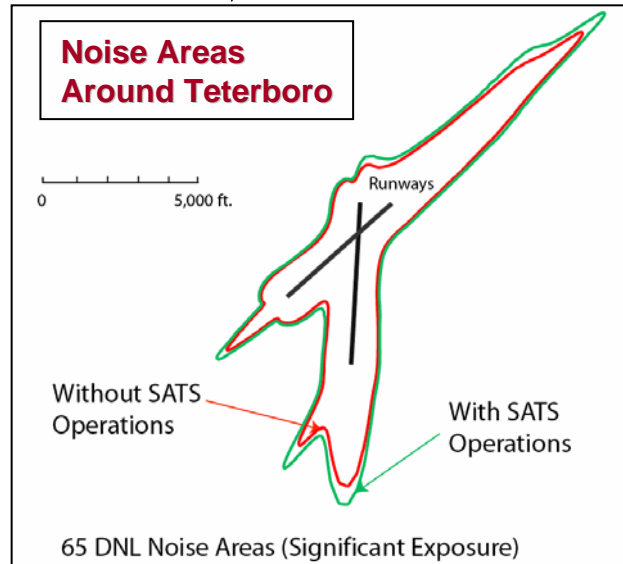 Noise Areas
Around Teterboro
Runways
0 5,000 ft.
Without SATS
Operations
With SATS
Operations
65 DNL Noise Areas (Significant Exposure)